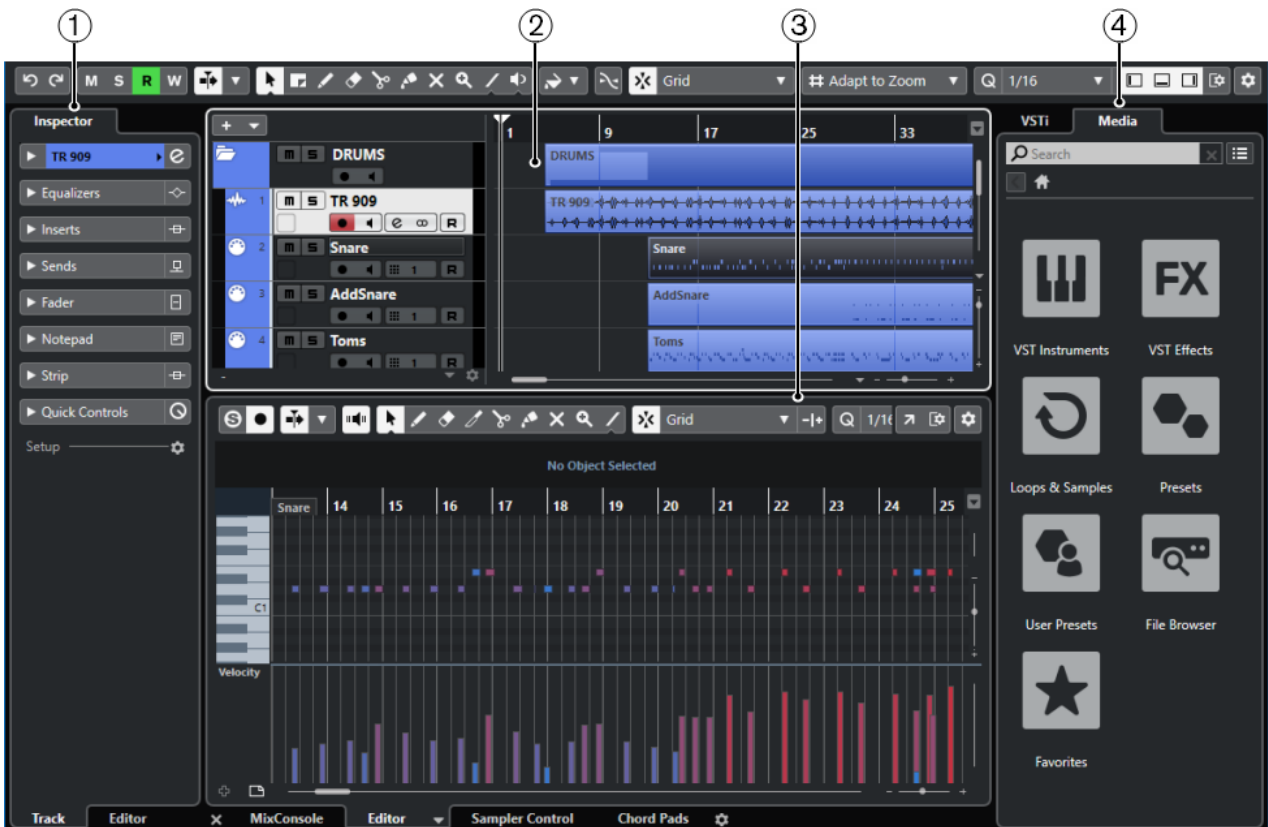 1 2 3 4
M S R W Grid Adapt to Zoom Q 1/16
Inspector
TR 909 e
Equalizers
Inserts
Sends
Fader
Notepad
Strip
Quick Controls
Setup
1 9 17 25 33
m S DRUMS
1 m S TR 909
e R
2 m S Snare
1 R
3 m S AddSnare
1 R
4 m S Toms
1 R
DRUMS
TR 909
Snare
AddSnare
Toms
S Grid Q 1/16
No Object Selected
Snare 14 15 16 17 18 19 20 21 22 23 24 25
C1
Velocity
VSTi Media
Search
FX
VST Instruments VST Effects
Loops & Samples Presets
User Presets File Browser
Favorites
Track Editor MixConsole Editor Sampler Control Chord Pads